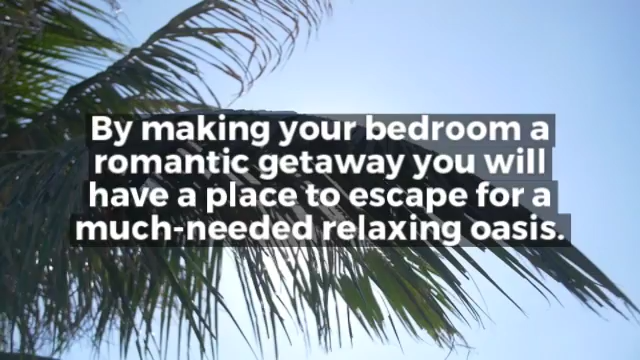 By making your bedroom a
romantic getaway you will
have a place to escape for a
much-needed relaxing oasis.